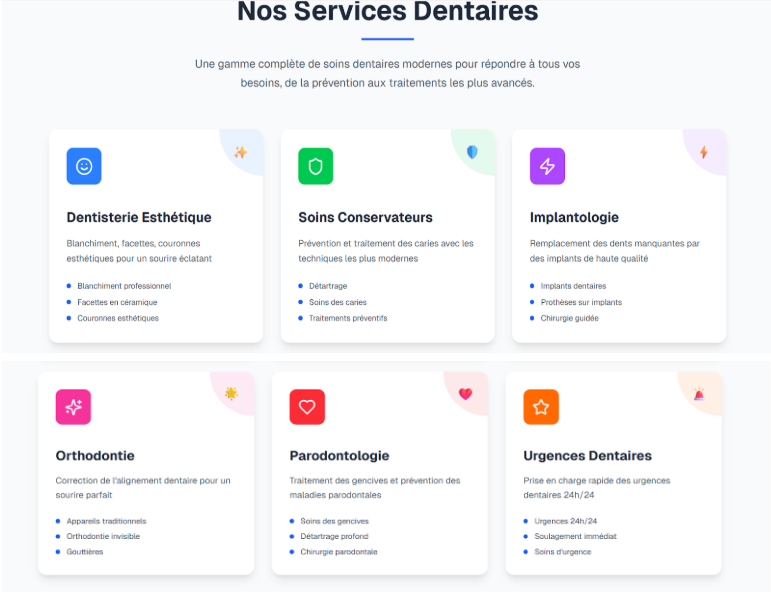 Nos Services Dentaires
Une gamme complète de soins dentaires modernes pour répondre à tous vos
besoins, de la prévention aux traitements les plus avancés.
Dentisterie Esthétique
Blanchiment, facettes, couronnes
esthétiques pour un sourire éclatant
Blanchiment professionnel
Facettes en céramique
Couronnes esthétiques
Soins Conservateurs
Prévention et traitement des caries avec les
techniques les plus modernes
Détartrage
Soins des caries
Traitements préventifs
Implantologie
Remplacement des dents manquantes par
des implants de haute qualité
Implants dentaires
Prothèses sur implants
Chirurgie guidée
Orthodontie
Correction de l'alignement dentaire pour un
sourire parfait
Appareils traditionnels
Orthodontie invisible
Gouttières
Parodontologie
Traitement des gencives et prévention des
maladies parodontales
Soins des gencives
Détartrage profond
Chirurgie parodontale
Urgences Dentaires
Prise en charge rapide des urgences
dentaires 24h/24
Urgences 24h/24
Soulagement immédiat
Soins d'urgence